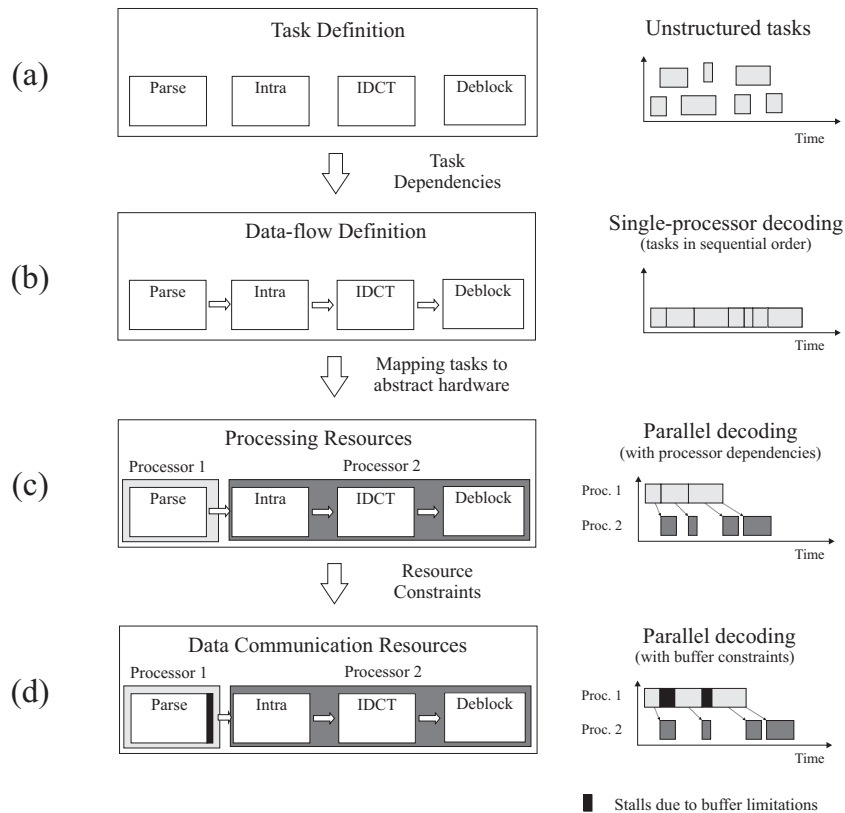 (a)
Task Definition
Parse
Intra
IDCT
Deblock
Unstructured tasks
Time
Task
Dependencies
(b)
Data-flow Definition
Parse
Intra
IDCT
Deblock
Single-processor decoding
(tasks in sequential order)
Time
Mapping tasks to
abstract hardware
(c)
Processing Resources
Processor 1
Processor 2
Parse
Intra
IDCT
Deblock
Parallel decoding
(with processor dependencies)
Proc. 1
Proc. 2
Time
Resource
Constraints
(d)
Data Communication Resources
Processor 1
Processor 2
Parse
Intra
IDCT
Deblock
Parallel decoding
(with buffer constraints)
Proc. 1
Proc. 2
Time
Stalls due to buffer limitations